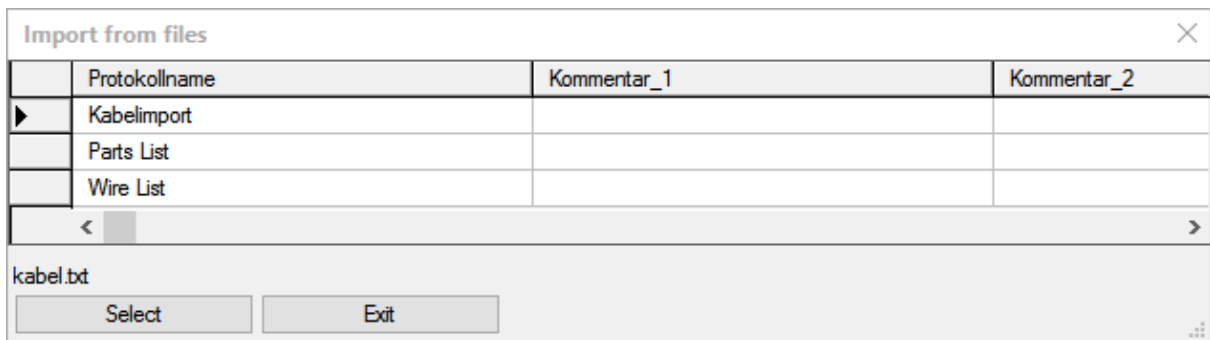 Import from files
Protokollname Kommentar_1 Kommentar_2
Kabelimport
Parts List
Wire List
kabel.txt
Select Exit